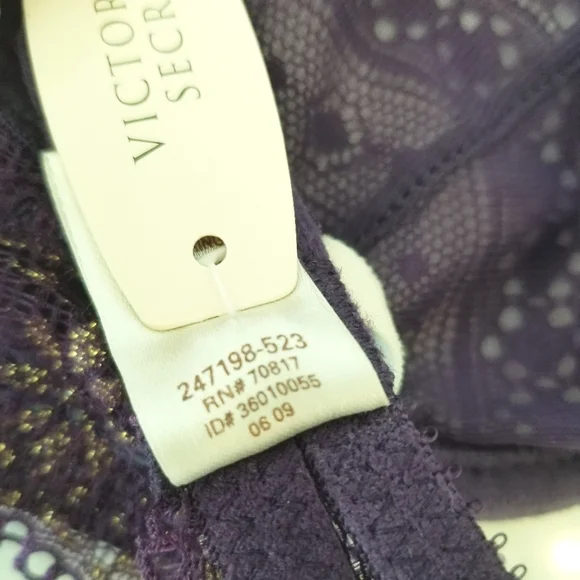 VICTOR
SECR
247198-523
RN# 70817
ID# 36010055
06 09